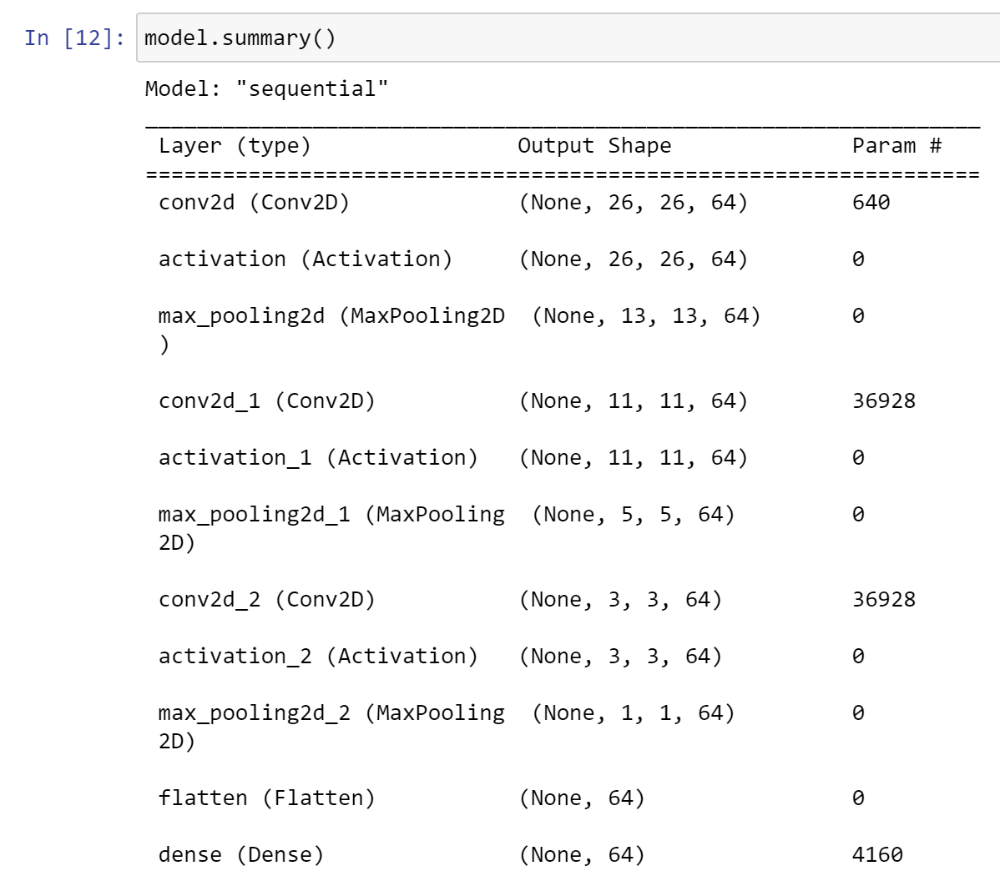 In [12]: model.summary()
Model: "sequential"
_________________________________________________________________
Layer (type) Output Shape Param #
=================================================================
conv2d (Conv2D) (None, 26, 26, 64) 640
activation (Activation) (None, 26, 26, 64) 0
max_pooling2d (MaxPooling2D (None, 13, 13, 64) 0
)
conv2d_1 (Conv2D) (None, 11, 11, 64) 36928
activation_1 (Activation) (None, 11, 11, 64) 0
max_pooling2d_1 (MaxPooling (None, 5, 5, 64) 0
2D)
conv2d_2 (Conv2D) (None, 3, 3, 64) 36928
activation_2 (Activation) (None, 3, 3, 64) 0
max_pooling2d_2 (MaxPooling (None, 1, 1, 64) 0
2D)
flatten (Flatten) (None, 64) 0
dense (Dense) (None, 64) 4160